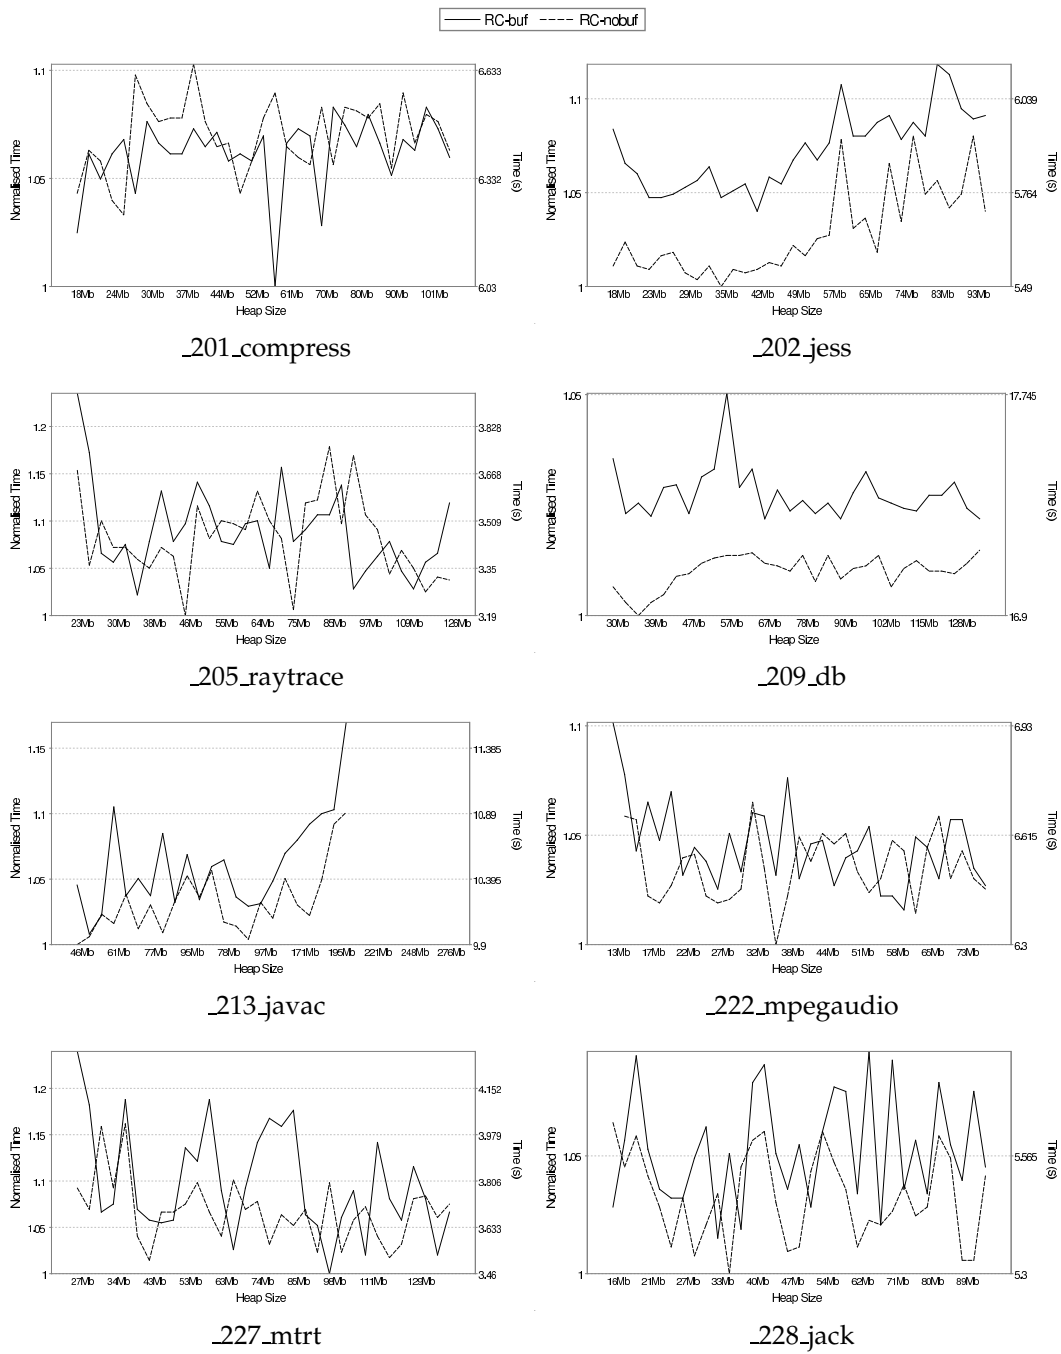 RC-buf RC-nobuf
1.1
1.05
1
Normalised Time
6.633
6.332
6.03
Time (s)
18Mb 24Mb 30Mb 37Mb 44Mb 52Mb 61Mb 70Mb 80Mb 90Mb 101Mb
Heap Size
_201_compress
1.1
1.05
1
Normalised Time
6.039
5.764
5.49
Time (s)
18Mb 23Mb 29Mb 35Mb 42Mb 49Mb 57Mb 65Mb 74Mb 83Mb 93Mb
Heap Size
_202_jess
1.2
1.15
1.1
1.05
1
Normalised Time
3.828
3.668
3.509
3.35
3.19
Time (s)
23Mb 30Mb 38Mb 46Mb 55Mb 64Mb 75Mb 85Mb 97Mb 109Mb 126Mb
Heap Size
_205_raytrace
1.05
1
Normalised Time
17.745
16.9
Time (s)
30Mb 39Mb 47Mb 57Mb 67Mb 78Mb 90Mb 102Mb 115Mb 128Mb
Heap Size
_209_db
1.15
1.1
1.05
1
Normalised Time
11.385
10.89
10.395
9.9
Time (s)
46Mb 61Mb 77Mb 95Mb 78Mb 97Mb 171Mb 195Mb 221Mb 248Mb 276Mb
Heap Size
_213_javac
1.1
1.05
1
Normalised Time
6.93
6.615
6.3
Time (s)
13Mb 17Mb 22Mb 27Mb 32Mb 38Mb 44Mb 51Mb 58Mb 65Mb 73Mb
Heap Size
_222_mpegaudio
1.2
1.15
1.1
1.05
1
Normalised Time
4.152
3.979
3.806
3.633
3.46
Time (s)
27Mb 34Mb 43Mb 53Mb 63Mb 74Mb 85Mb 98Mb 111Mb 129Mb
Heap Size
_227_mtrt
1.05
1
Normalised Time
5.565
5.3
Time (s)
16Mb 21Mb 27Mb 33Mb 40Mb 47Mb 54Mb 62Mb 71Mb 80Mb 89Mb
Heap Size
_228_jack